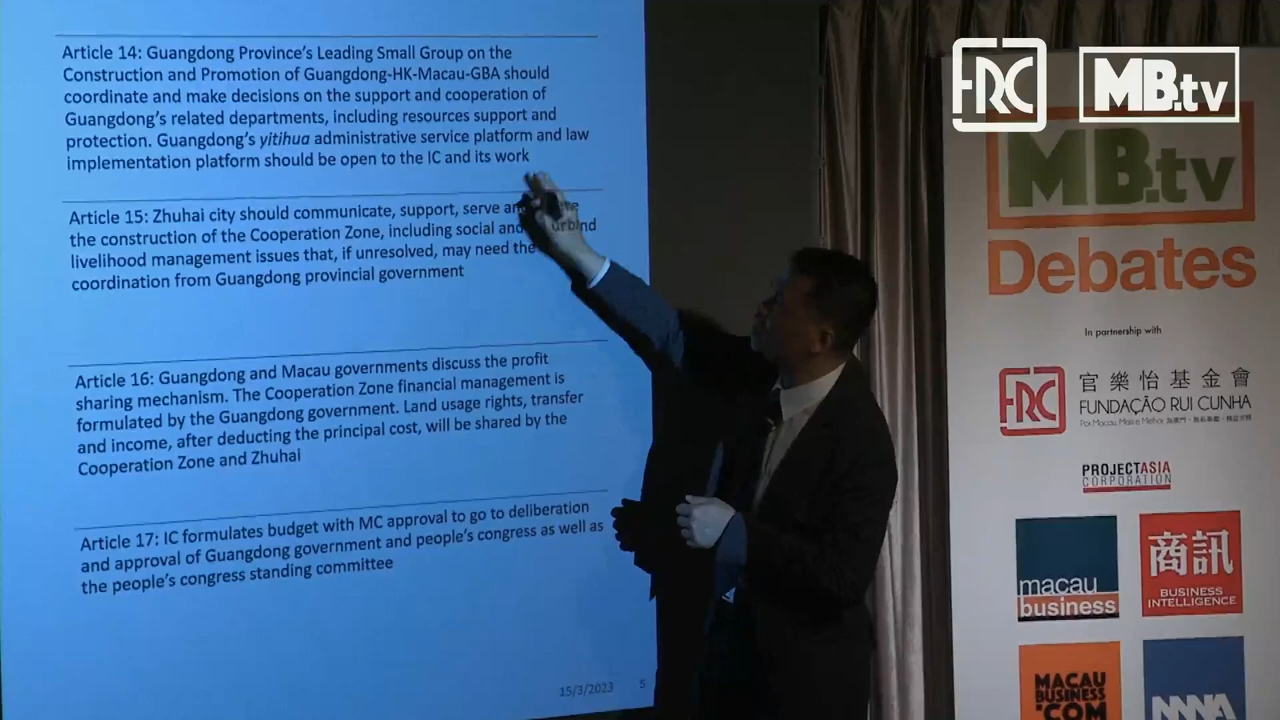 Article 14: Guangdong Province's Leading Small Group on the
Construction and Promotion of Guangdong-HK-Macau-GBA should
coordinate and make decisions on the support and cooperation of
Guangdong's related departments, including resources support and
protection. Guangdong's yitihua administrative service platform and law
implementation platform should be open to the IC and its work
Article 15: Zhuhai city should communicate, support, serve
the construction of the Cooperation Zone, including social and
livelihood management issues that, if unresolved, may need the
coordination from Guangdong provincial government
Article 16: Guangdong and Macau governments discuss the profit
sharing mechanism. The Cooperation Zone financial management is
formulated by the Guangdong government. Land usage rights, transfer
and income, after deducting the principal cost, will be shared by the
Cooperation Zone and Zhuhai
Article 17: IC formulates budget with MC approval to go to deliberation
and approval of Guangdong government and people's congress as well as
the people's congress standing committee
15/3/2023 5
FRC MB.tv
MB.tv
Debates
In partnership with
FRC
官樂怡基金會
FUNDAÇÃO RUI CUNHA
Por Macau, Mais e Melhor
PROJECTASIA
CORPORATION
macau
business
商訊
BUSINESS
INTELLIGENCE
MACAU
BUSINESS
.COM
MNA